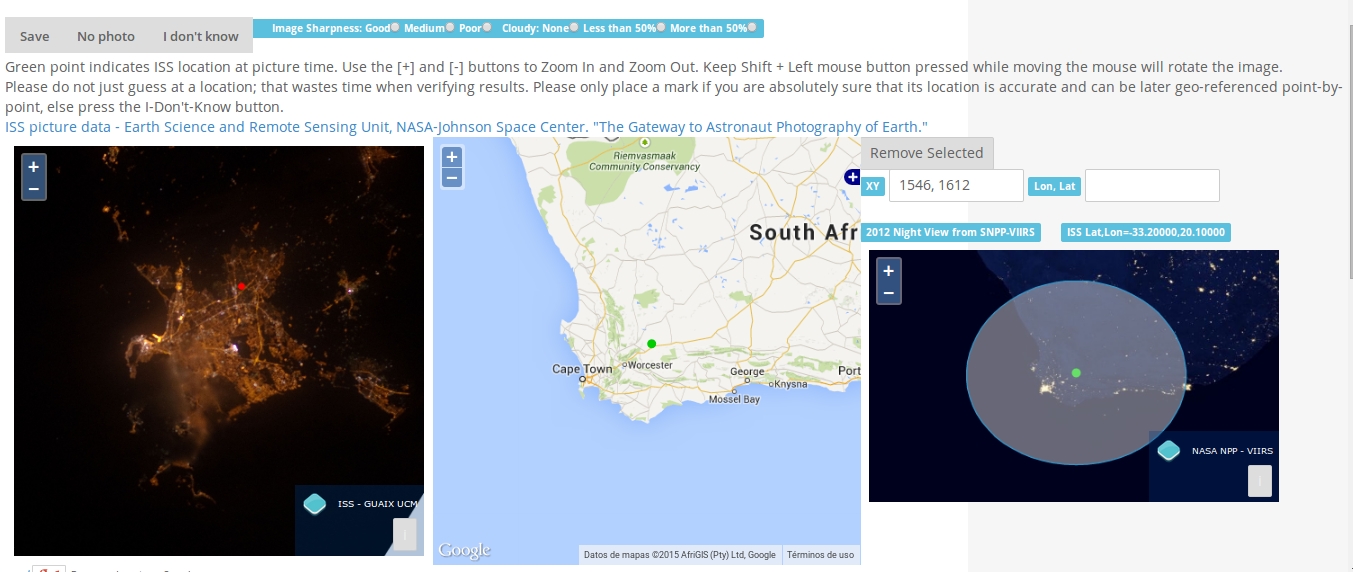 Save No photo I don't know Image Sharpness: Good Medium Poor Cloudy: None Less than 50% More than 50%
Green point indicates ISS location at picture time. Use the [+] and [-] buttons to Zoom In and Zoom Out. Keep Shift + Left mouse button pressed while moving the mouse will rotate the image.
Please do not just guess at a location; that wastes time when verifying results. Please only place a mark if you are absolutely sure that its location is accurate and can be later geo-referenced point-by-
point, else press the I-Don't-Know button.
ISS picture data - Earth Science and Remote Sensing Unit, NASA-Johnson Space Center. "The Gateway to Astronaut Photography of Earth."
+
−
ISS - GUAIX UCM
+
−
Riemvasmaak
Community Conservancy
South Afr
Cape Town
Worcester
George
Knysna
Port
Mossel Bay
Google
Datos de mapas ©2015 AfriGIS (Pty) Ltd, Google Términos de uso
+
Remove Selected
XY 1546, 1612 Lon, Lat
2012 Night View from SNPP-VIIRS ISS Lat,Lon=-33.20000,20.10000
+
−
NASA NPP - VIIRS